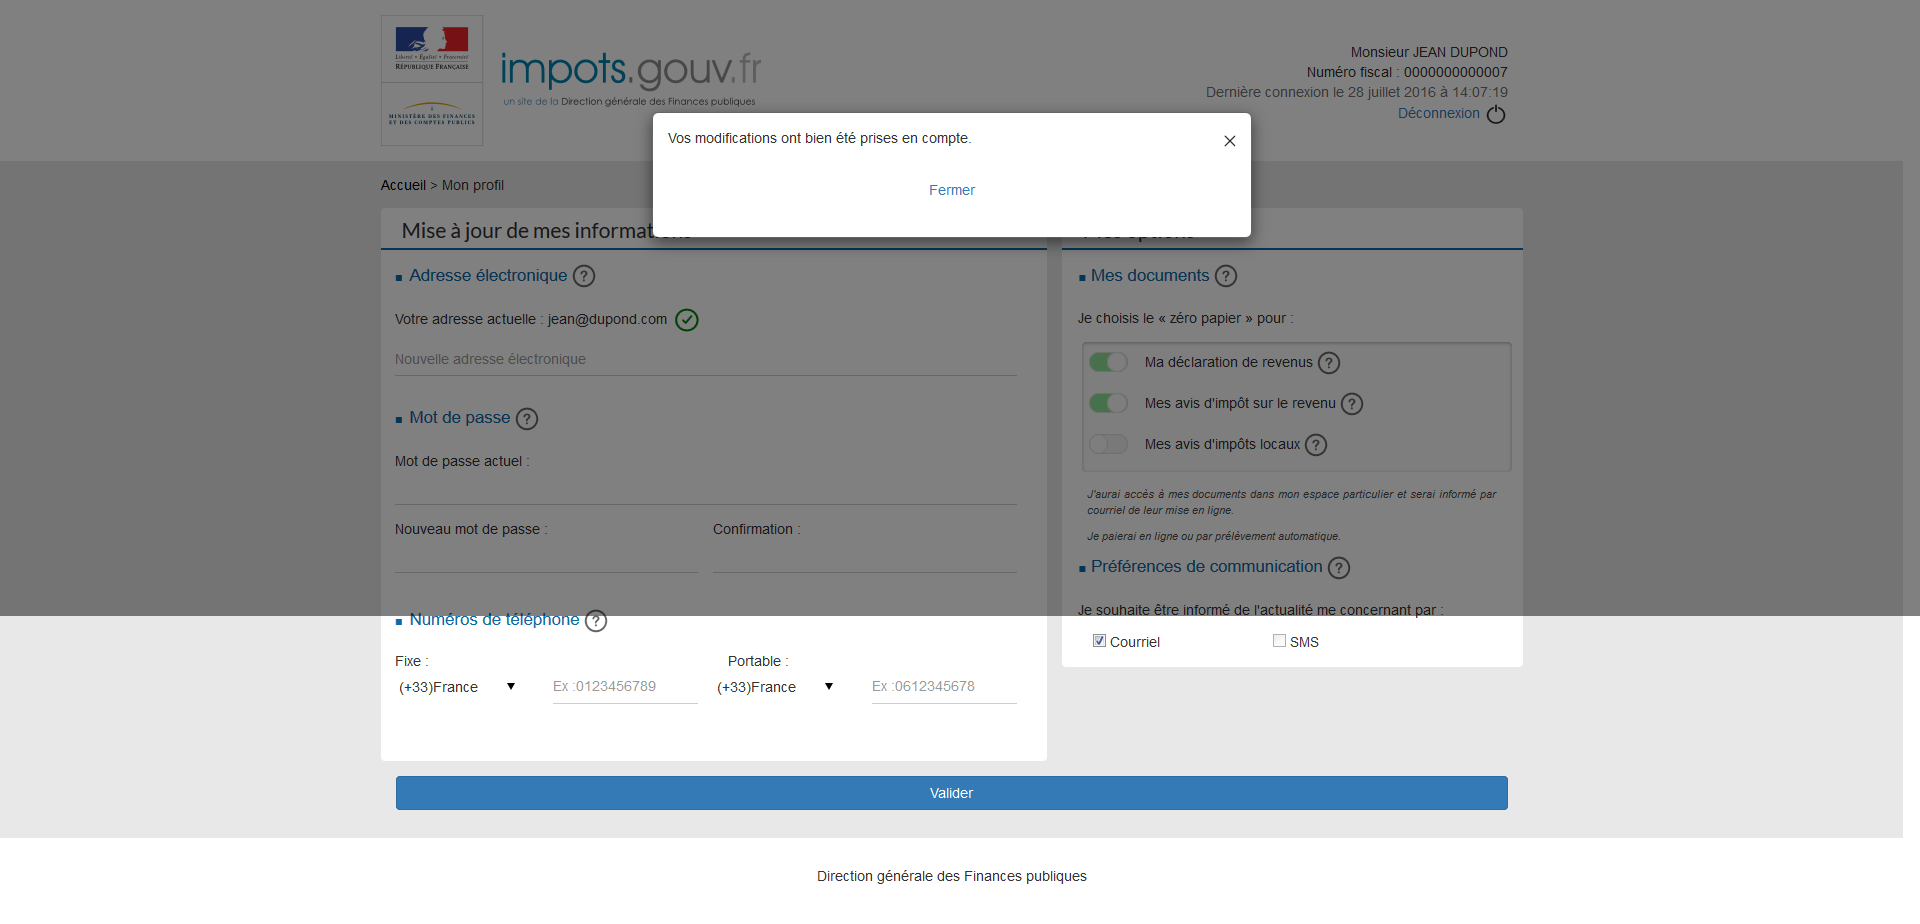 Liberté • Égalité • Fraternité
RÉPUBLIQUE FRANÇAISE
MINISTÈRE DES FINANCES
ET DES COMPTES PUBLICS
impots.gouv.fr
un site de la Direction générale des Finances publiques
Monsieur JEAN DUPOND
Numéro fiscal : 0000000000007
Dernière connexion le 28 juillet 2016 à 14:07:19
Déconnexion
Vos modifications ont bien été prises en compte.
Fermer
Accueil > Mon profil
Mise à jour de mes informations
Adresse électronique ?
Votre adresse actuelle : jean@dupond.com
Nouvelle adresse électronique
Mot de passe ?
Mot de passe actuel :
Nouveau mot de passe :
Confirmation :
Numéros de téléphone ?
Fixe :
Portable :
(+33)France
Ex :0123456789
(+33)France
Ex :0612345678
Mes options
Mes documents ?
Je choisis le « zéro papier » pour :
Ma déclaration de revenus ?
Mes avis d'impôt sur le revenu ?
Mes avis d'impôts locaux ?
J'aurai accès à mes documents dans mon espace particulier et serai informé par
courriel de leur mise en ligne.
Je paierai en ligne ou par prélèvement automatique.
Préférences de communication ?
Je souhaite être informé de l'actualité me concernant par :
Courriel
SMS
Valider
Direction générale des Finances publiques